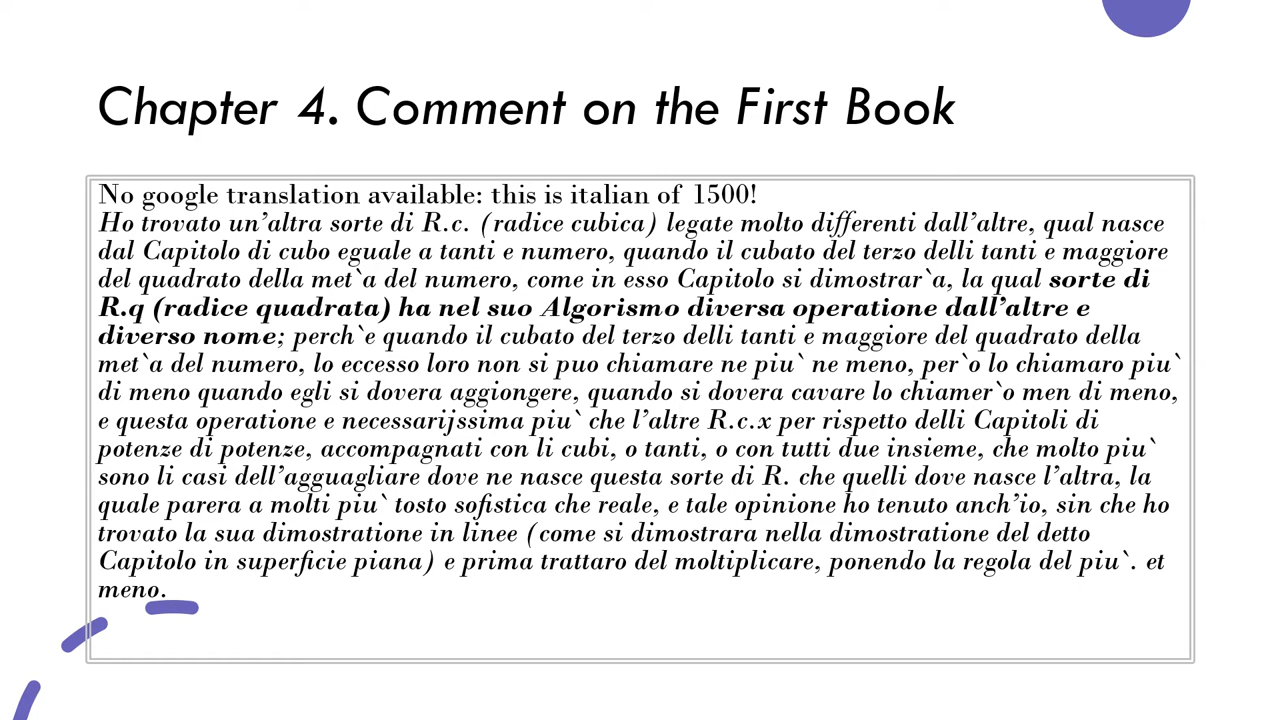 Chapter 4. Comment on the First Book
No google translation available: this is italian of 1500!
Ho trovato un’altra sorte di R.c. (radice cubica) legate molto differenti dall’altre, qual nasce
dal Capitolo di cubo eguale a tanti e numero, quando il cubato del terzo delli tanti e maggiore
del quadrato della met`a del numero, come in esso Capitolo si dimostrar`a, la qual sorte di
R.q (radice quadrata) ha nel suo Algorismo diversa operatione dall’altre e
diverso nome; perch`e quando il cubato del terzo delli tanti e maggiore del quadrato della
met`a del numero, lo eccesso loro non si puo chiamare ne piu` ne meno, per`o lo chiamaro piu`
di meno quando egli si dovera aggiongere, quando si dovera cavare lo chiamer`o men di meno,
e questa operatione e necessarijssima piu` che l’altre R.c.x per rispetto delli Capitoli di
potenze di potenze, accompagnati con li cubi, o tanti, o con tutti due insieme, che molto piu`
sono li casi dell’agguagliare dove ne nasce questa sorte di R. che quelli dove nasce l’altra, la
quale parera a molti piu` tosto sofistica che reale, e tale opinione ho tenuto anch’io, sin che ho
trovato la sua dimostratione in linee (come si dimostrara nella dimostratione del detto
Capitolo in superficie piana) e prima trattaro del moltiplicare, ponendo la regola del piu`. et
meno.